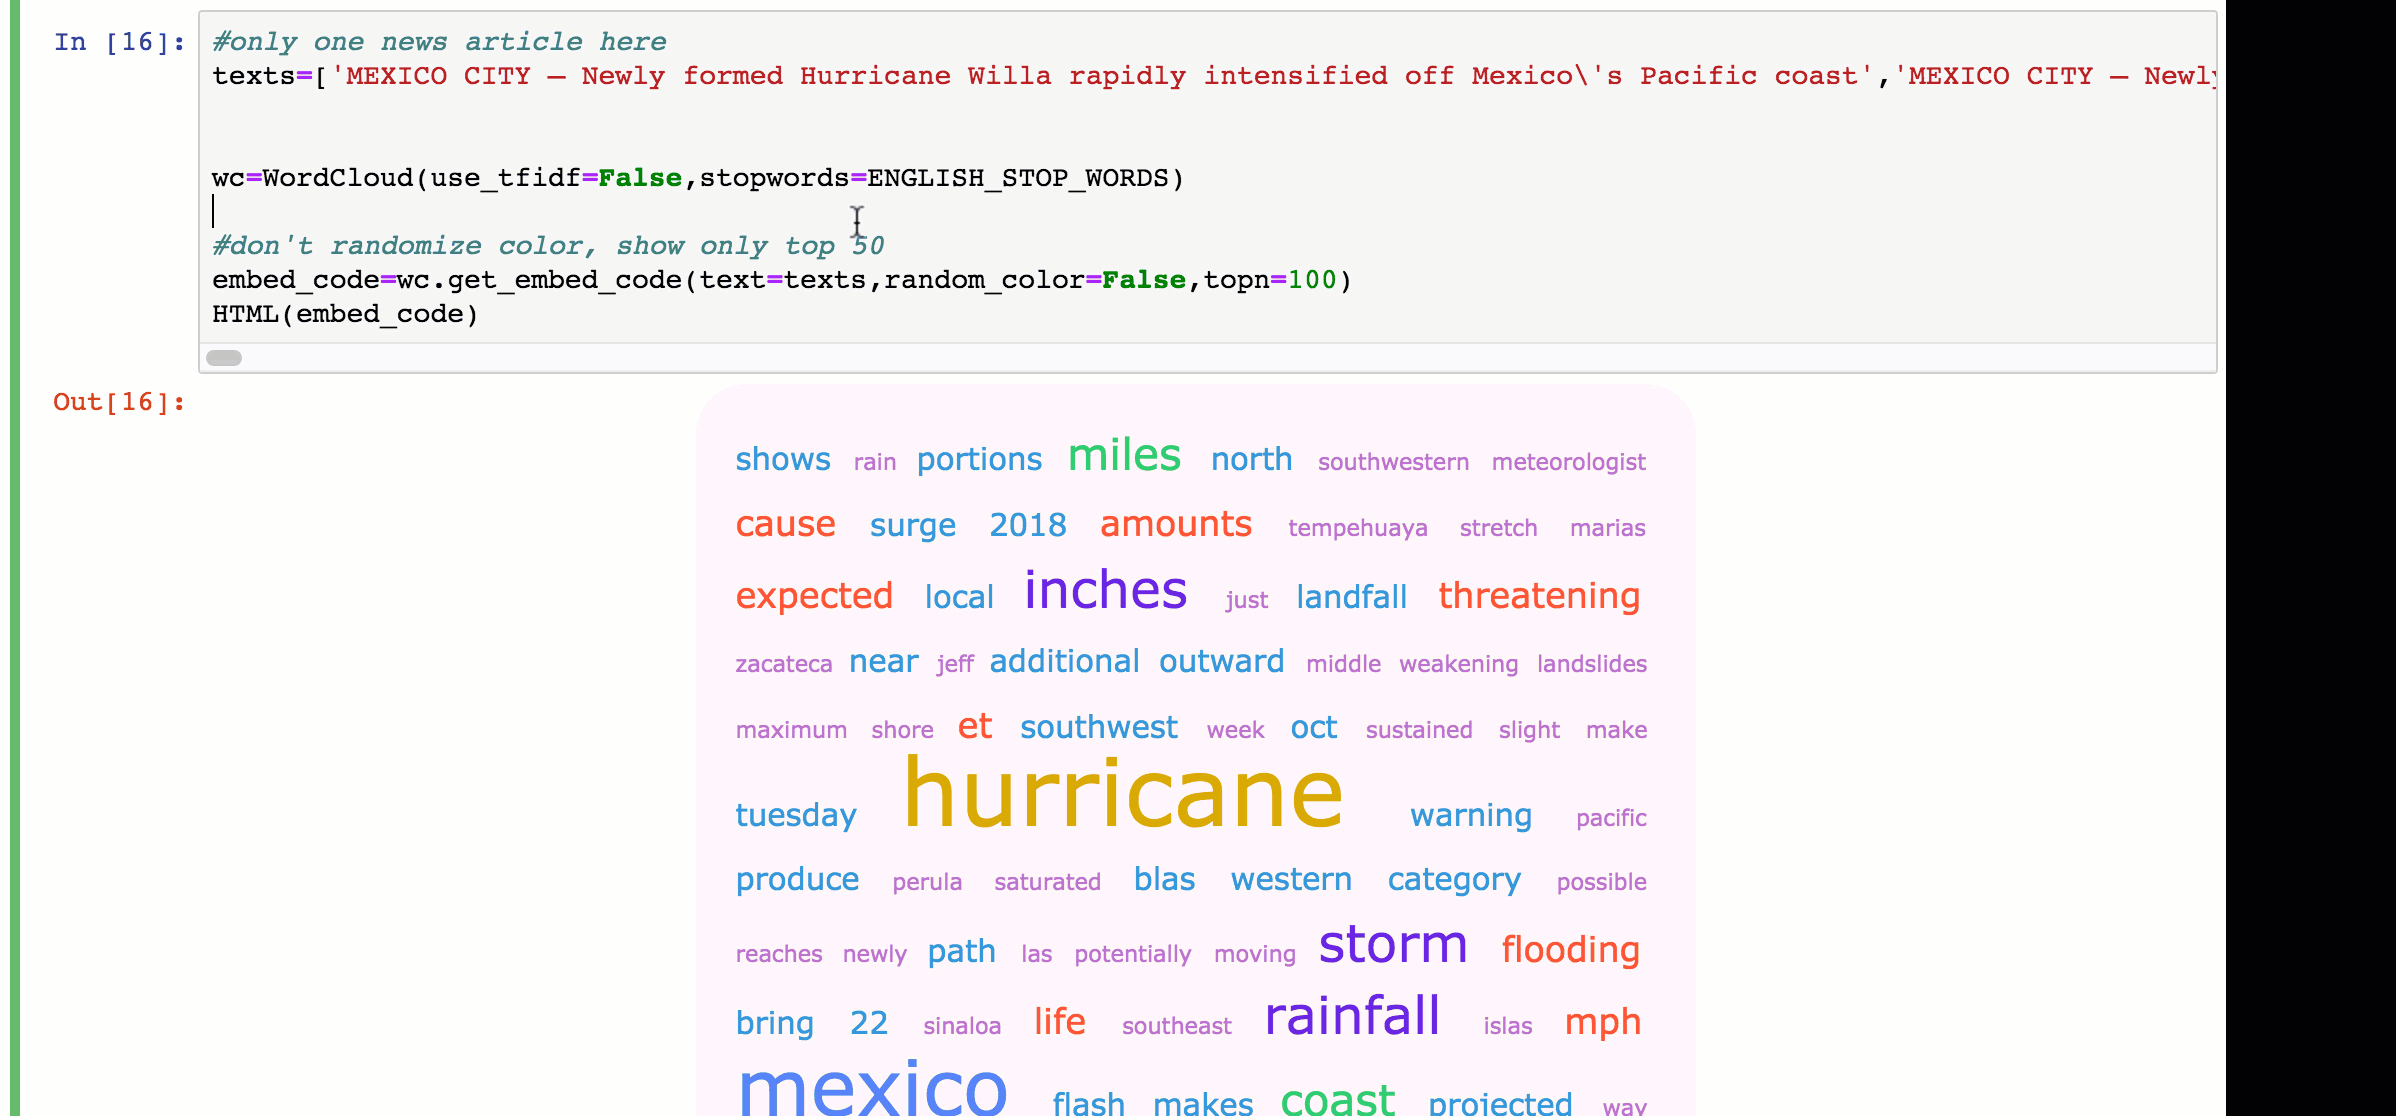 In [16]:
#only one news article here
texts=['MEXICO CITY — Newly formed Hurricane Willa rapidly intensified off Mexico\'s Pacific coast','MEXICO CITY — Newly
wc=WordCloud(use_tfidf=False,stopwords=ENGLISH_STOP_WORDS)
#don't randomize color, show only top 50
embed_code=wc.get_embed_code(text=texts,random_color=False,topn=100)
HTML(embed_code)
Out[16]:
shows rain portions miles north southwestern meteorologist
cause surge 2018 amounts tempehuaya stretch marias
expected local inches just landfall threatening
zacateca near jeff additional outward middle weakening landslides
maximum shore et southwest week oct sustained slight make
tuesday hurricane warning pacific
produce perula saturated blas western category possible
reaches newly path las potentially moving storm flooding
bring 22 sinaloa life southeast rainfall islas mph
mexico flash makes coast projected way